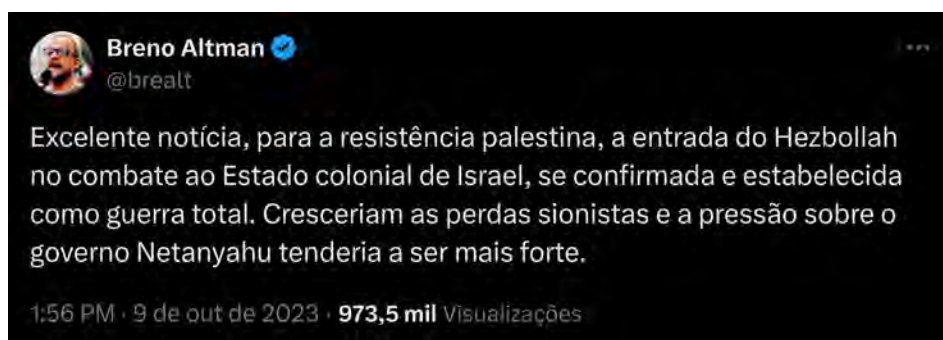 Breno Altman
@brealt
Excelente notícia, para a resistência palestina, a entrada do Hezbollah
no combate ao Estado colonial de Israel, se confirmada e estabelecida
como guerra total. Cresceriam as perdas sionistas e a pressão sobre o
governo Netanyahu tenderia a ser mais forte.
1:56 PM · 9 de out de 2023 · 973,5 mil Visualizações